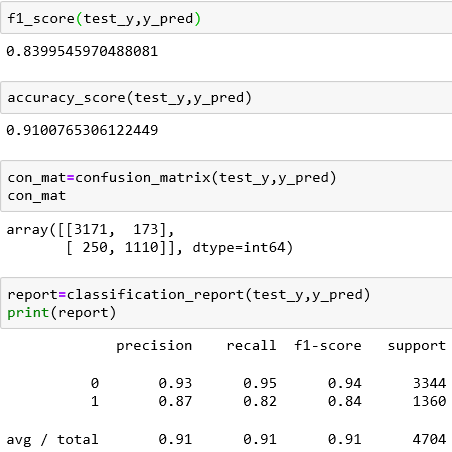 f1_score(test_y,y_pred)
0.8399545970488081
accuracy_score(test_y,y_pred)
0.9100765306122449
con_mat=confusion_matrix(test_y,y_pred)
con_mat
array([[3171,  173],
       [ 250, 1110]], dtype=int64)
report=classification_report(test_y,y_pred)
print(report)
             precision    recall  f1-score   support
          0       0.93      0.95      0.94      3344
          1       0.87      0.82      0.84      1360
avg / total       0.91      0.91      0.91      4704